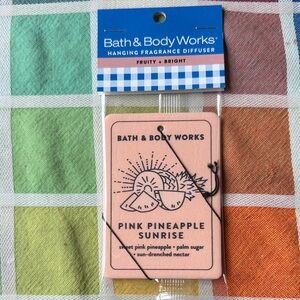 Bath & Body Works®
HANGING FRAGRANCE DIFFUSER
FRUITY + BRIGHT
BATH & BODY WORKS
PINK PINEAPPLE
SUNRISE
sweet pink pineapple • palm sugar
• sun-drenched nectar